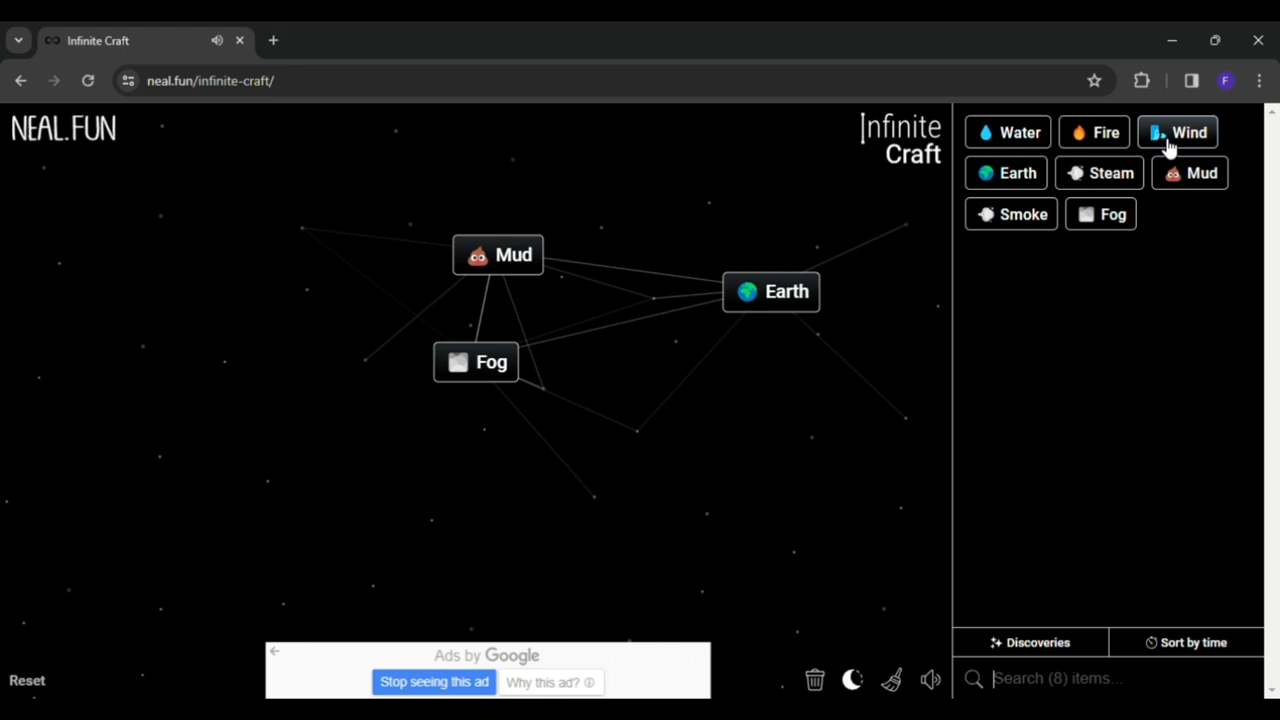 Infinite Craft
neal.fun/infinite-craft/
F
NEAL.FUN
Infinite
Craft
Water Fire Wind
Earth Steam Mud
Smoke Fog
Mud
Earth
Fog
Discoveries Sort by time
Ads by Google
Stop seeing this ad Why this ad?
Reset
Search (8) items...